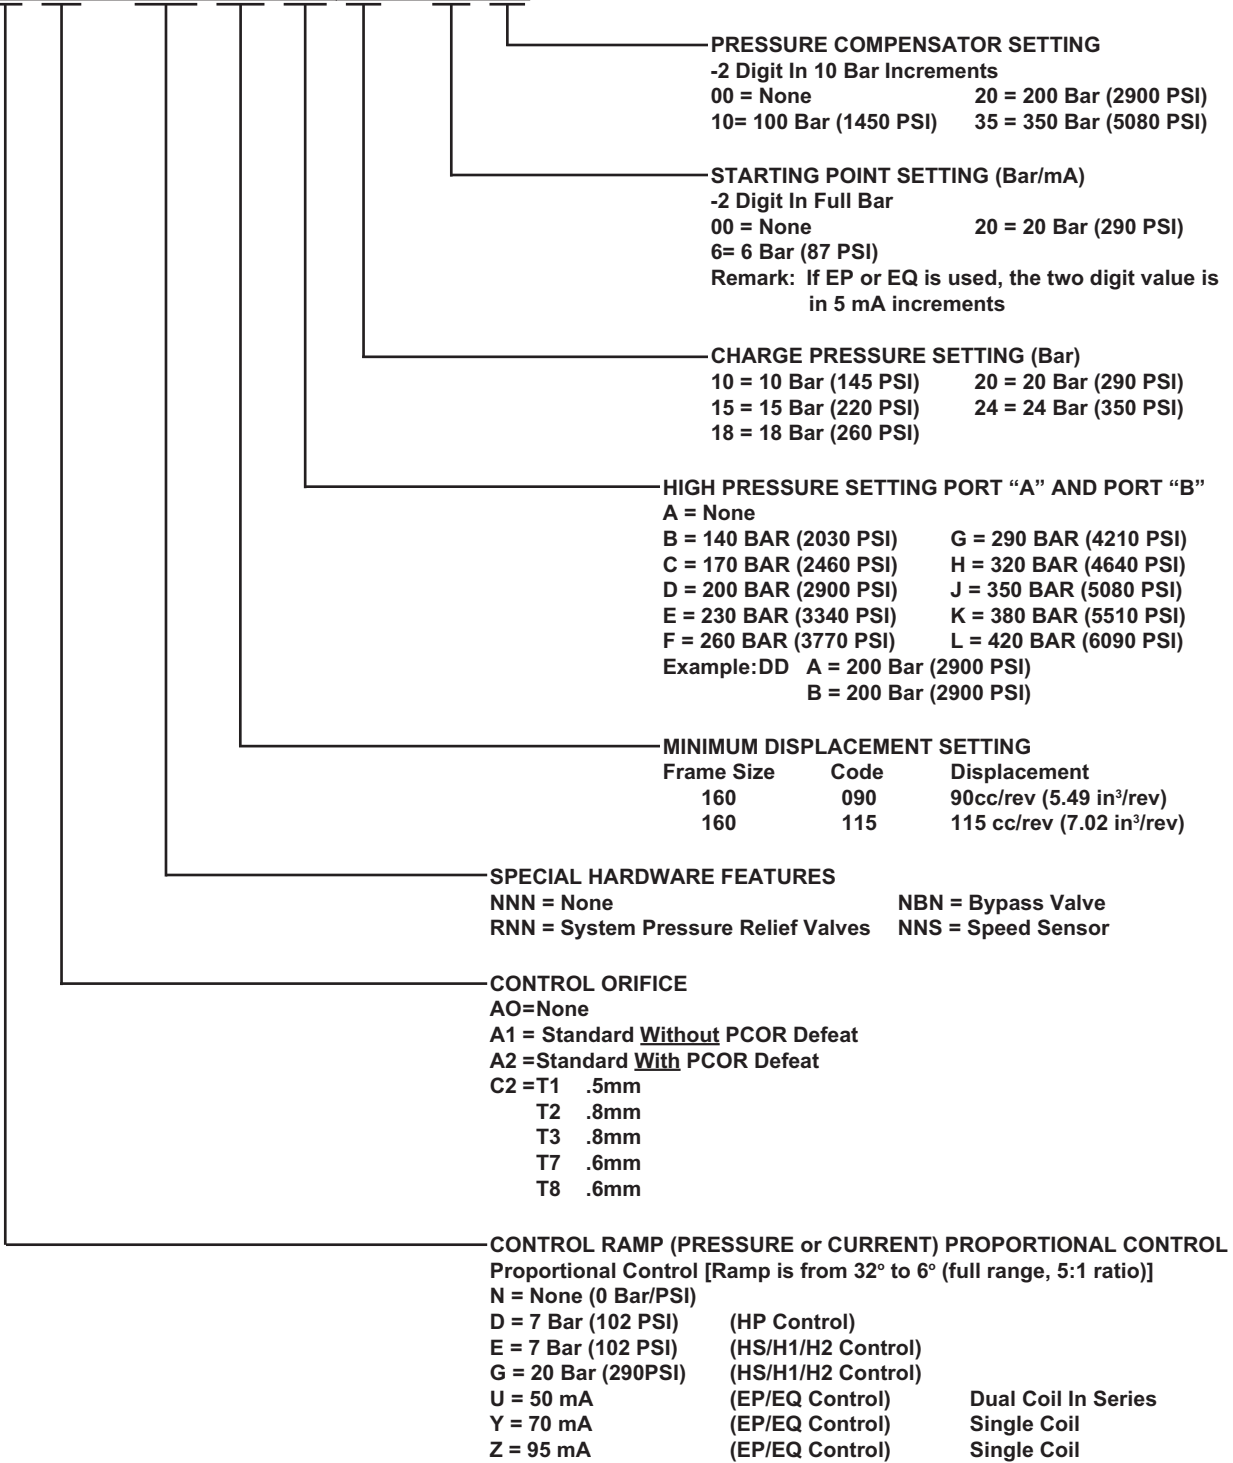 PRESSURE COMPENSATOR SETTING
-2 Digit In 10 Bar Increments
00 = None 20 = 200 Bar (2900 PSI)
10= 100 Bar (1450 PSI) 35 = 350 Bar (5080 PSI)
STARTING POINT SETTING (Bar/mA)
-2 Digit In Full Bar
00 = None 20 = 20 Bar (290 PSI)
6= 6 Bar (87 PSI)
Remark: If EP or EQ is used, the two digit value is
in 5 mA increments
CHARGE PRESSURE SETTING (Bar)
10 = 10 Bar (145 PSI) 20 = 20 Bar (290 PSI)
15 = 15 Bar (220 PSI) 24 = 24 Bar (350 PSI)
18 = 18 Bar (260 PSI)
HIGH PRESSURE SETTING PORT “A” AND PORT “B”
A = None
B = 140 BAR (2030 PSI) G = 290 BAR (4210 PSI)
C = 170 BAR (2460 PSI) H = 320 BAR (4640 PSI)
D = 200 BAR (2900 PSI) J = 350 BAR (5080 PSI)
E = 230 BAR (3340 PSI) K = 380 BAR (5510 PSI)
F = 260 BAR (3770 PSI) L = 420 BAR (6090 PSI)
Example:DD A = 200 Bar (2900 PSI)
B = 200 Bar (2900 PSI)
MINIMUM DISPLACEMENT SETTING
Frame Size Code Displacement
160 090 90cc/rev (5.49 in³/rev)
160 115 115 cc/rev (7.02 in³/rev)
SPECIAL HARDWARE FEATURES
NNN = None NBN = Bypass Valve
RNN = System Pressure Relief Valves NNS = Speed Sensor
CONTROL ORIFICE
AO=None
A1 = Standard Without PCOR Defeat
A2 =Standard With PCOR Defeat
C2 =T1 .5mm
T2 .8mm
T3 .8mm
T7 .6mm
T8 .6mm
CONTROL RAMP (PRESSURE or CURRENT) PROPORTIONAL CONTROL
Proportional Control [Ramp is from 32º to 6º (full range, 5:1 ratio)]
N = None (0 Bar/PSI)
D = 7 Bar (102 PSI) (HP Control)
E = 7 Bar (102 PSI) (HS/H1/H2 Control)
G = 20 Bar (290PSI) (HS/H1/H2 Control)
U = 50 mA (EP/EQ Control) Dual Coil In Series
Y = 70 mA (EP/EQ Control) Single Coil
Z = 95 mA (EP/EQ Control) Single Coil